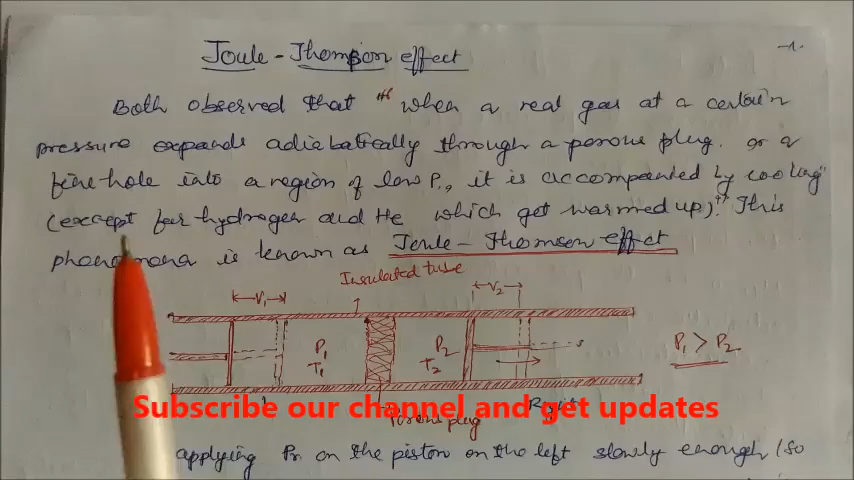 Joule-Thomson effect
-1.
Both observed that "when a real gas at a certain
pressure expands adiabatically through a porous plug or a
fine hole into a region of low Pr., it is accompanied by cooling"
(except for hydrogen and He which get warmed up). This
phenomena is known as Joule-Thomson effect
Insulated tube
V1 V2
P1 P2 P1 > P2
T1 T2
Subscribe our channel and get updates
Porous plug
applying Pr on the piston on the left slowly enough (so